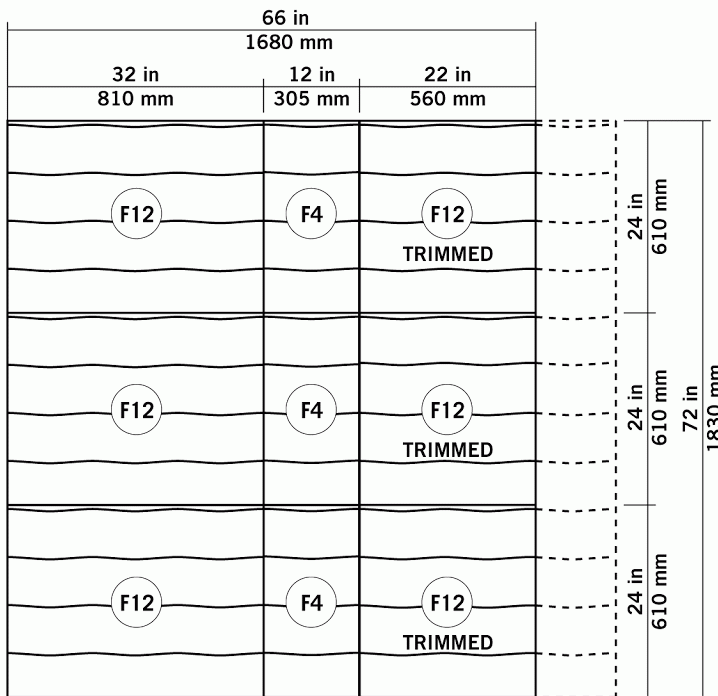 66 in
1680 mm
32 in
810 mm
12 in
305 mm
22 in
560 mm
F12
F4
F12
TRIMMED
24 in
610 mm
F12
F4
F12
TRIMMED
24 in
610 mm
72 in
1830 mm
F12
F4
F12
TRIMMED
24 in
610 mm